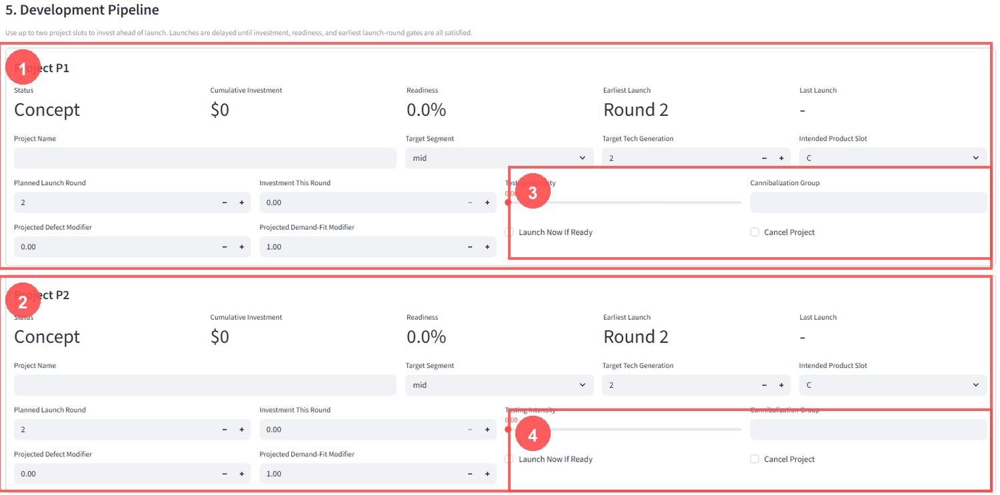 5. Development Pipeline
Use up to two project slots to invest ahead of launch. Launches are delayed until investment, readiness, and earliest launch-round gates are all satisfied.
1
Project P1
Status Cumulative Investment Readiness Earliest Launch Last Launch
Concept $0 0.0% Round 2 -
Project Name Target Segment Target Tech Generation Intended Product Slot
mid 2 − + C
Planned Launch Round Investment This Round Testing Intensity Cannibalization Group
3
0.00
2 − + 0.00 − +
Projected Defect Modifier Projected Demand-Fit Modifier Launch Now If Ready Cancel Project
0.00 − + 1.00 − +
2
Project P2
Status Cumulative Investment Readiness Earliest Launch Last Launch
Concept $0 0.0% Round 2 -
Project Name Target Segment Target Tech Generation Intended Product Slot
mid 2 − + C
Planned Launch Round Investment This Round Testing Intensity Cannibalization Group
0.00
4
2 − + 0.00 − +
Projected Defect Modifier Projected Demand-Fit Modifier Launch Now If Ready Cancel Project
0.00 − + 1.00 − +